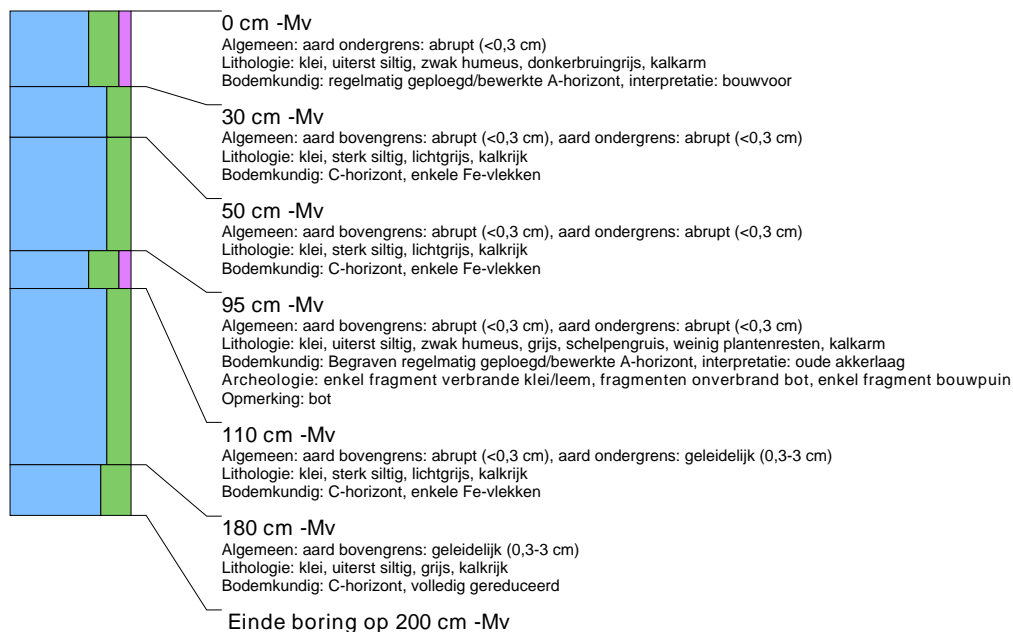 0 cm -Mv
Algemeen: aard ondergrens: abrupt (<0,3 cm)
Lithologie: klei, uiterst siltig, zwak humeus, donkerbruingrijs, kalkarm
Bodemkundig: regelmatig geploegd/bewerkte A-horizont, interpretatie: bouwvoor
30 cm -Mv
Algemeen: aard bovengrens: abrupt (<0,3 cm), aard ondergrens: abrupt (<0,3 cm)
Lithologie: klei, sterk siltig, lichtgrijs, kalkrijk
Bodemkundig: C-horizont, enkele Fe-vlekken
50 cm -Mv
Algemeen: aard bovengrens: abrupt (<0,3 cm), aard ondergrens: abrupt (<0,3 cm)
Lithologie: klei, sterk siltig, lichtgrijs, kalkrijk
Bodemkundig: C-horizont, enkele Fe-vlekken
95 cm -Mv
Algemeen: aard bovengrens: abrupt (<0,3 cm), aard ondergrens: abrupt (<0,3 cm)
Lithologie: klei, uiterst siltig, zwak humeus, grijs, schelpengruis, weinig plantenresten, kalkarm
Bodemkundig: Begraven regelmatig geploegd/bewerkte A-horizont, interpretatie: oude akkerlaag
Archeologie: enkel fragment verbrande klei/leem, fragmenten onverbrand bot, enkel fragment bouwpuin
Opmerking: bot
110 cm -Mv
Algemeen: aard bovengrens: abrupt (<0,3 cm), aard ondergrens: geleidelijk (0,3-3 cm)
Lithologie: klei, sterk siltig, lichtgrijs, kalkrijk
Bodemkundig: C-horizont, enkele Fe-vlekken
180 cm -Mv
Algemeen: aard bovengrens: geleidelijk (0,3-3 cm)
Lithologie: klei, uiterst siltig, grijs, kalkrijk
Bodemkundig: C-horizont, volledig gereduceerd
Einde boring op 200 cm -Mv